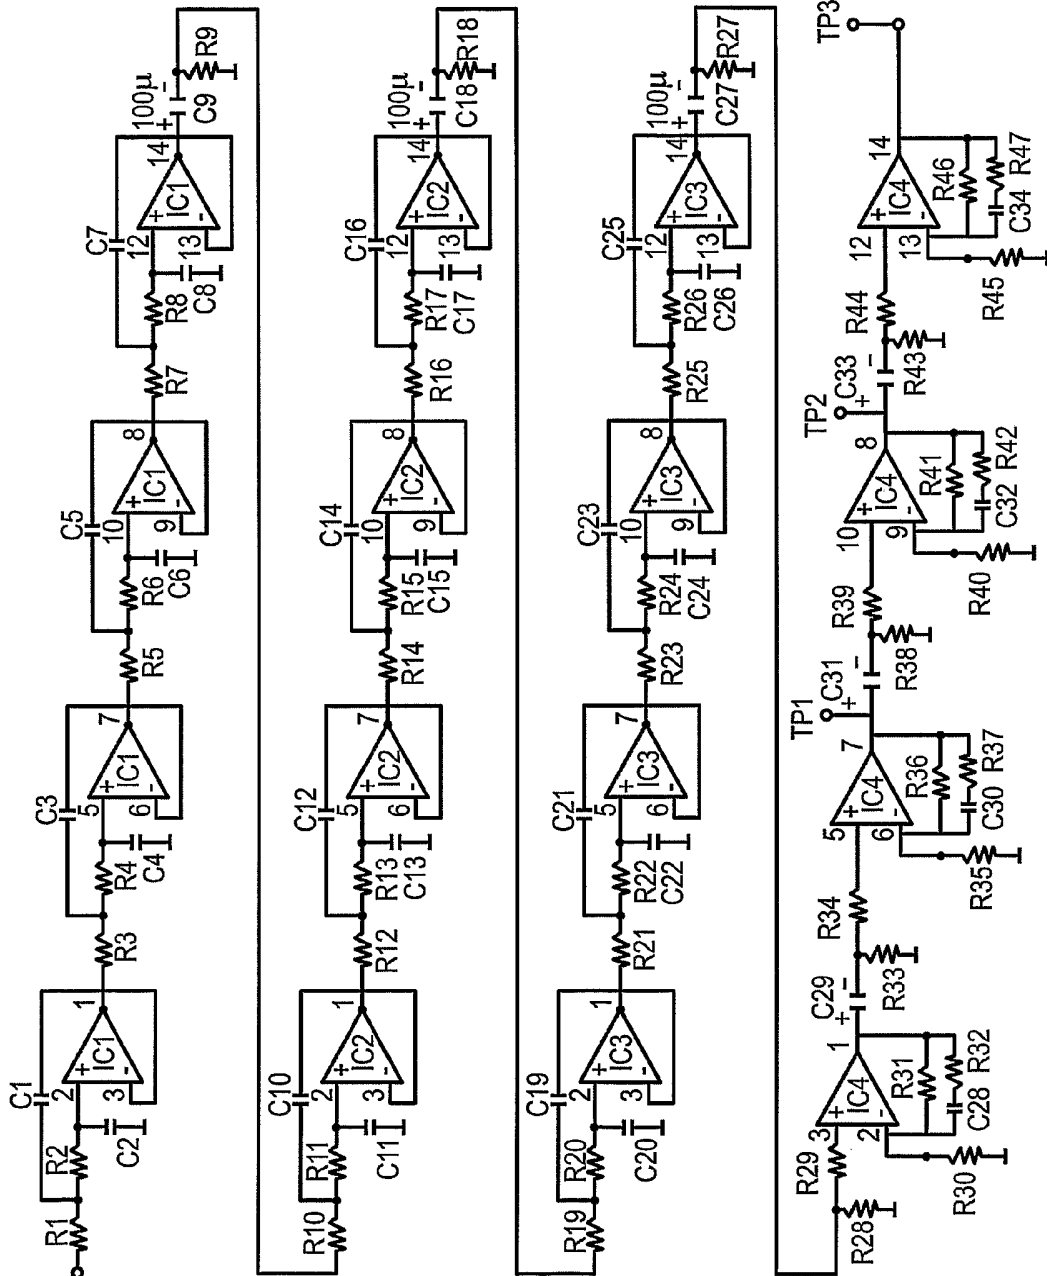 C1
R1
R2
C2
2
3
IC1
+
-
1
C3
R3
R4
C4
5
6
IC1
+
-
7
C5
R5
R6
C6
10
9
IC1
+
-
8
C7
R7
R8
C8
12
13
IC1
+
-
14
100µ
+ -
C9
R9
C10
R10
R11
C11
2
3
IC2
+
-
1
C12
R12
R13
C13
5
6
IC2
+
-
7
C14
R14
R15
C15
10
9
IC2
+
-
8
C16
R16
R17
C17
12
13
IC2
+
-
14
100µ
+ -
C18
R18
C19
R19
R20
C20
2
3
IC3
+
-
1
C21
R21
R22
C22
5
6
IC3
+
-
7
C23
R23
R24
C24
10
9
IC3
+
-
8
C25
R25
R26
C26
12
13
IC3
+
-
14
100µ
+ -
C27
R27
R28
R29
3
2
IC4
+
-
1
R30
R31
C28
R32
C29
+ -
R33
R34
5
6
IC4
+
-
7
TP1
R35
R36
C30
R37
C31
+ -
R38
R39
10
9
IC4
+
-
8
TP2
R40
R41
C32
R42
C33
+ -
R43
R44
12
13
IC4
+
-
14
TP3
R45
R46
C34
R47